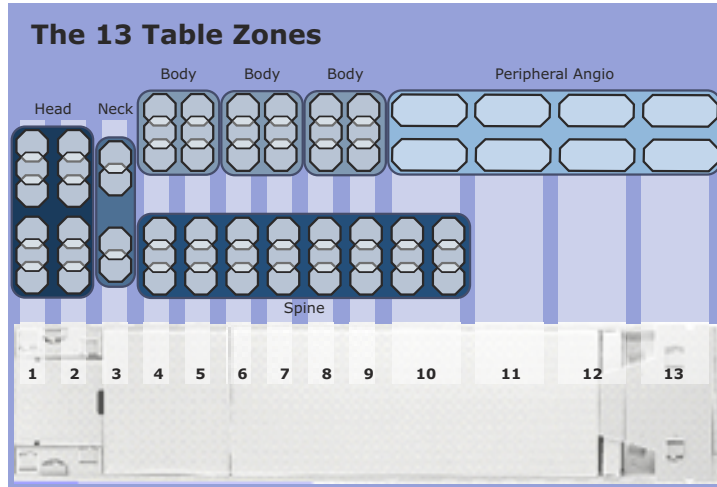 The 13 Table Zones
Body Body Body Peripheral Angio
Head Neck
Spine
1 2 3 4 5 6 7 8 9 10 11 12 13